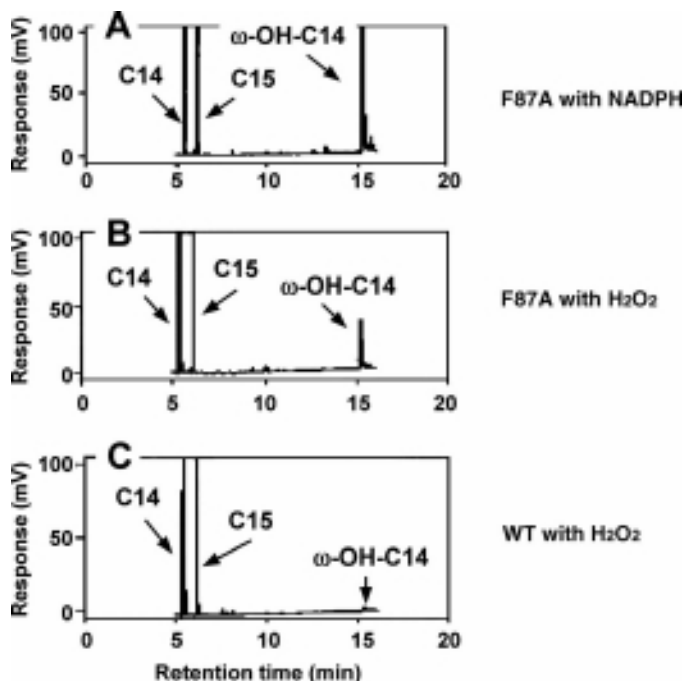 A
ω-OH-C14
C14
C15
F87A with NADPH
Response (mV)
100
50
0
0 5 10 15 20
B
C15
C14
ω-OH-C14
F87A with H2O2
Response (mV)
100
50
0
0 5 10 15 20
C
C14
C15
ω-OH-C14
WT with H2O2
Response (mV)
100
50
0
0 5 10 15 20
Retention time (min)